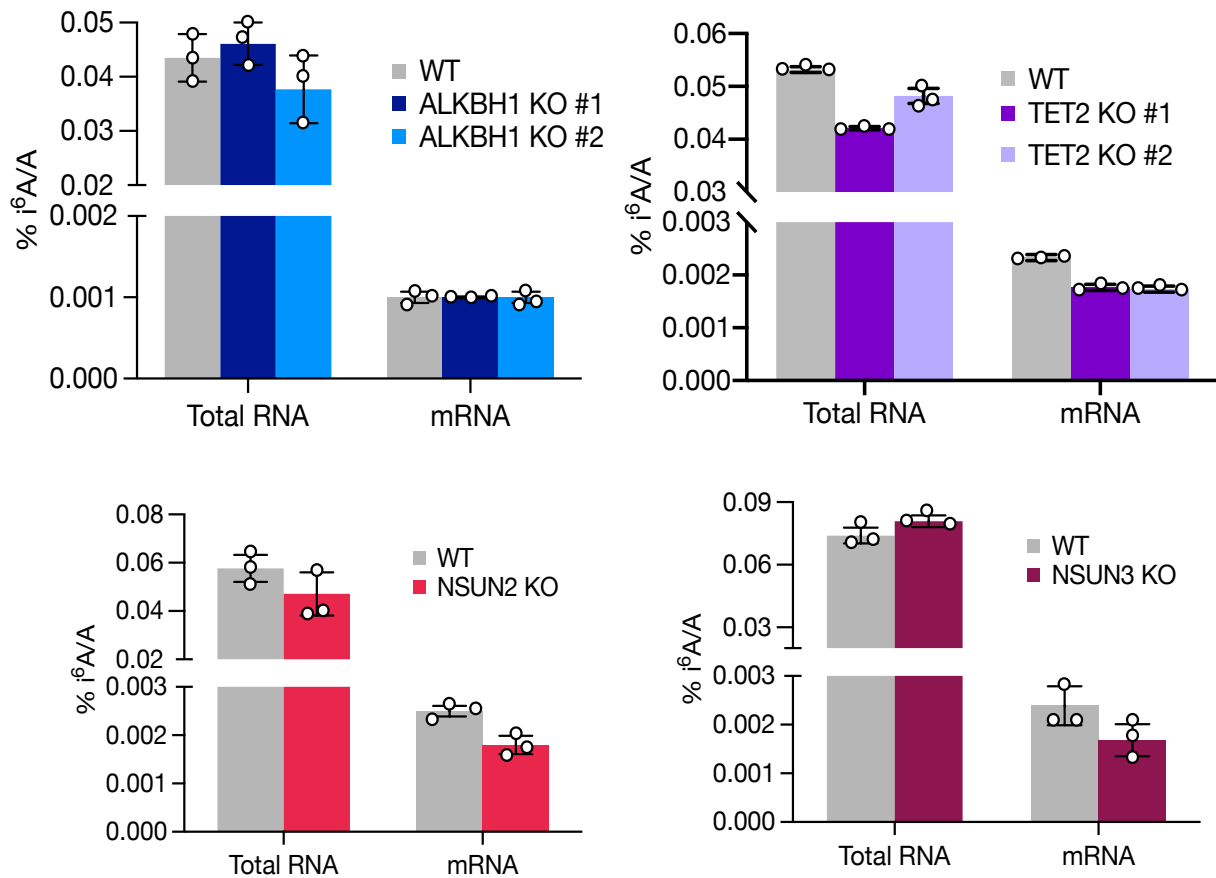 % i⁶A/A
0.05
0.04
0.03
0.02
0.002
0.001
0.000
WT
ALKBH1 KO #1
ALKBH1 KO #2
Total RNA
mRNA
% i⁶A/A
0.06
0.05
0.04
0.03
0.003
0.002
0.001
0.000
WT
TET2 KO #1
TET2 KO #2
Total RNA
mRNA
% i⁶A/A
0.08
0.06
0.04
0.02
0.003
0.002
0.001
0.000
WT
NSUN2 KO
Total RNA
mRNA
% i⁶A/A
0.09
0.06
0.03
0.003
0.002
0.001
0.000
WT
NSUN3 KO
Total RNA
mRNA